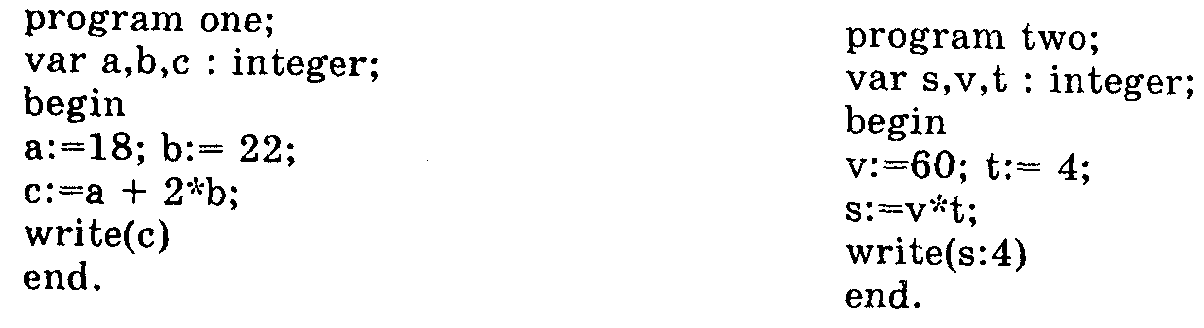 program one;
var a,b,c : integer;
begin
a:=18; b:= 22;
c:=a + 2*b;
write(c)
end.
program two;
var s,v,t : integer;
begin
v:=60; t:= 4;
s:=v*t;
write(s:4)
end.